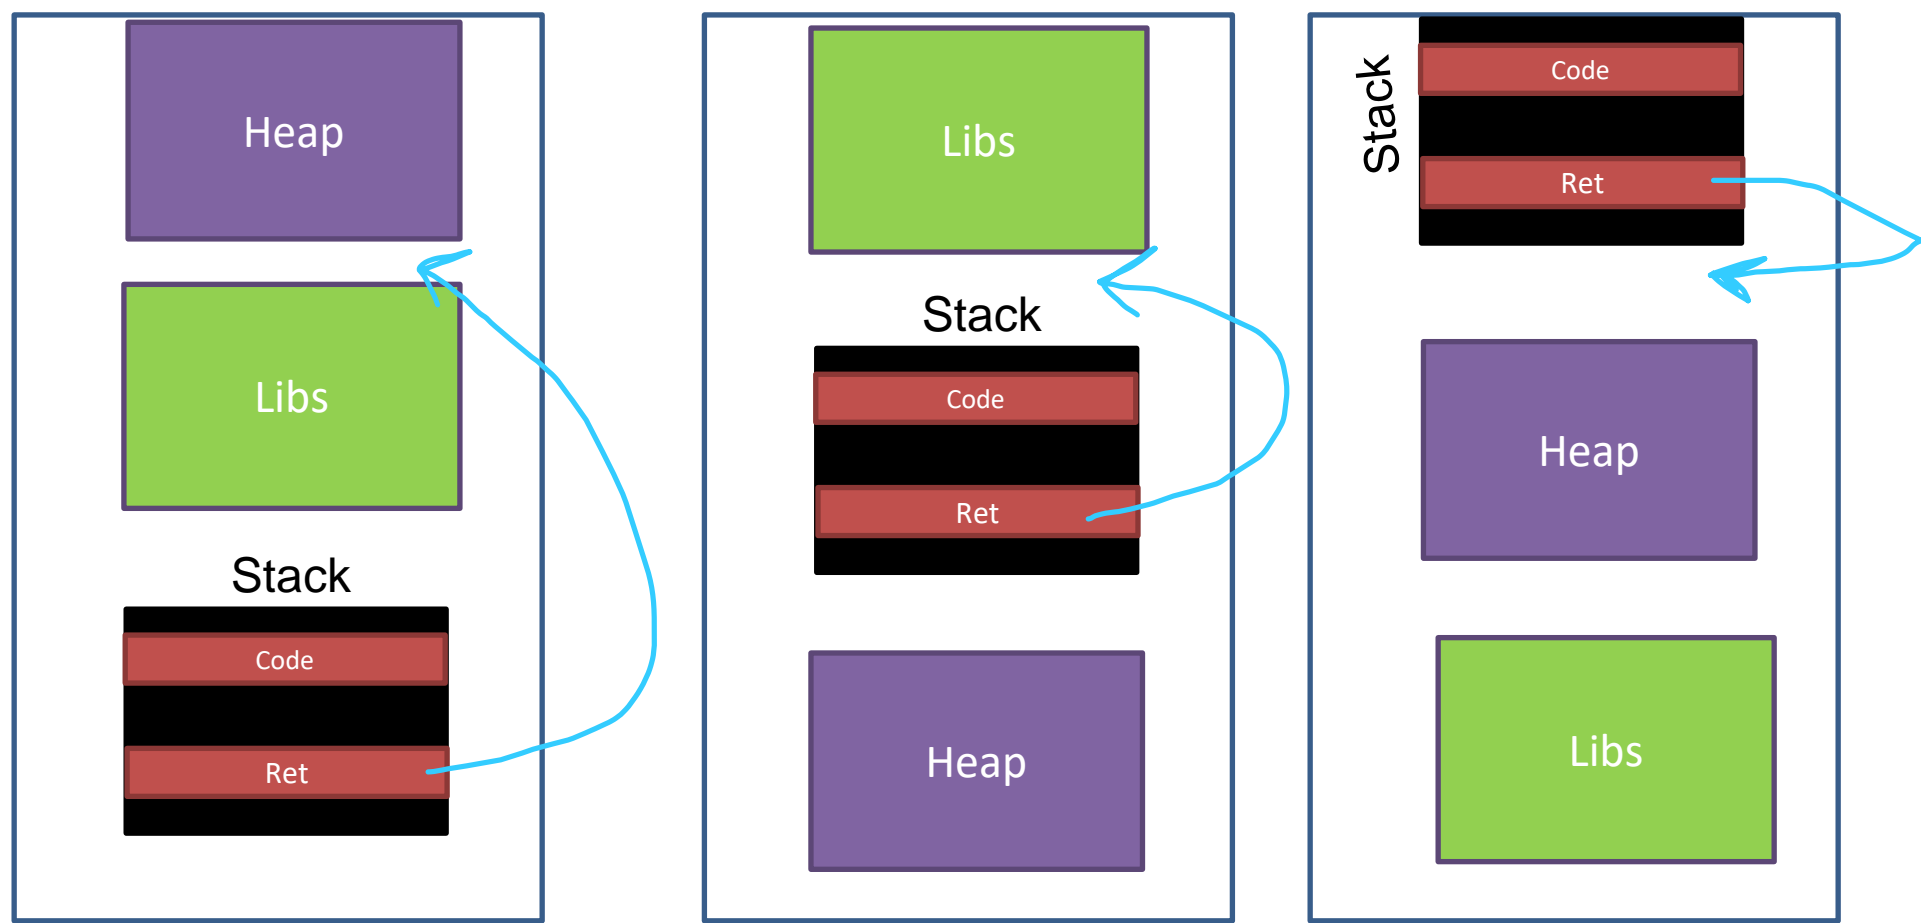 Heap
Libs
Stack
Code
Ret
Libs
Stack
Code
Ret
Heap
Stack
Code
Ret
Heap
Libs